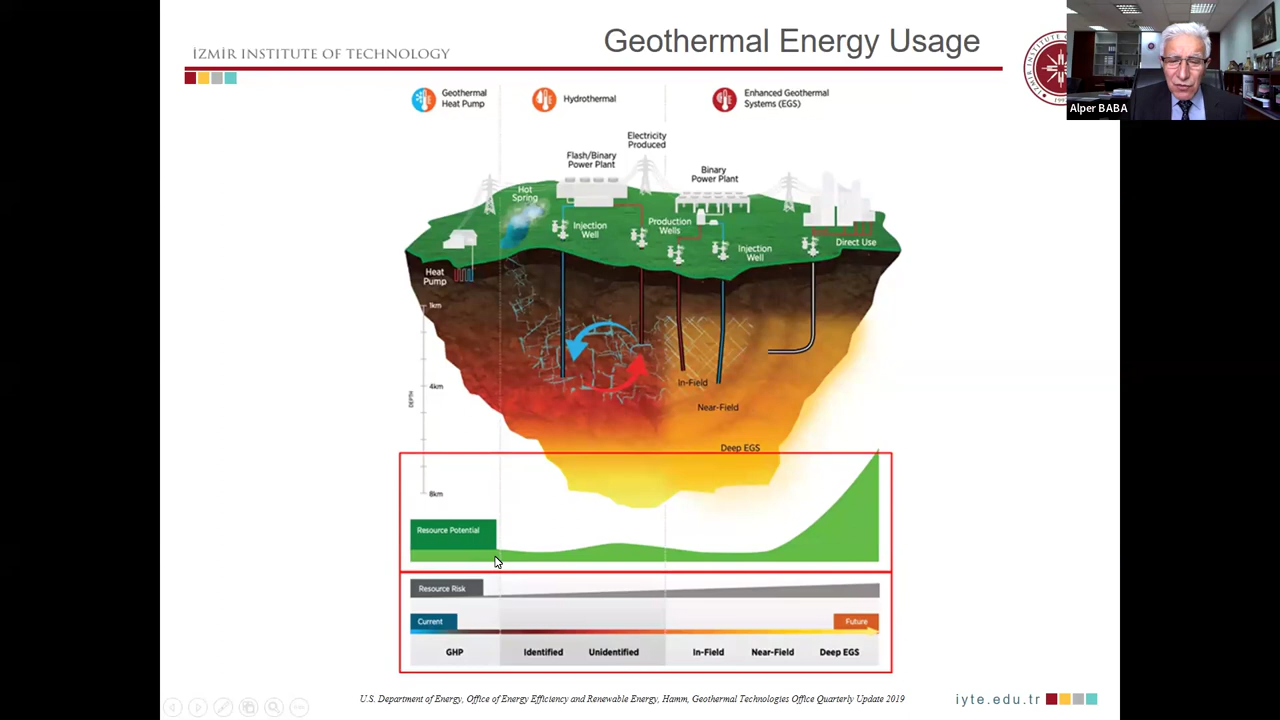 Geothermal Energy Usage
İZMİR INSTITUTE OF TECHNOLOGY
Alper BABA
Geothermal
Heat Pump
Hydrothermal
Enhanced Geothermal
Systems (EGS)
Electricity
Produced
Flash/Binary
Power Plant
Binary
Power Plant
Hot
Spring
Injection
Well
Production
Wells
Injection
Well
Direct Use
Heat
Pump
1km
4km
8km
DEPTH
In-Field
Near-Field
Deep EGS
Resource Potential
Resource Risk
Current
Future
GHP
Identified
Unidentified
In-Field
Near-Field
Deep EGS
U.S. Department of Energy, Office of Energy Efficiency and Renewable Energy, Hamm, Geothermal Technologies Office Quarterly Update 2019
iyte.edu.tr